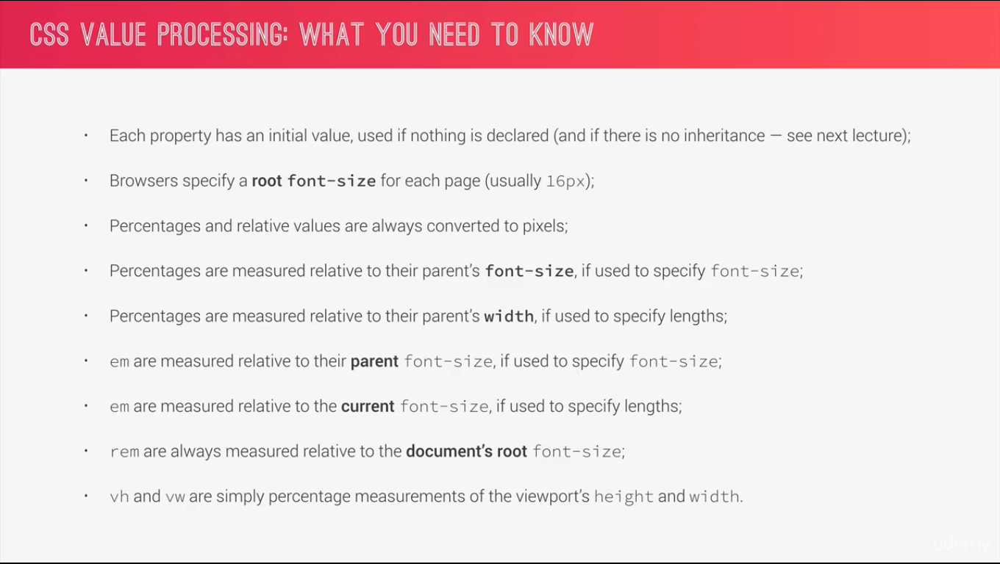 CSS VALUE PROCESSING: WHAT YOU NEED TO KNOW
• Each property has an initial value, used if nothing is declared (and if there is no inheritance — see next lecture);
• Browsers specify a root font-size for each page (usually 16px);
• Percentages and relative values are always converted to pixels;
• Percentages are measured relative to their parent’s font-size, if used to specify font-size;
• Percentages are measured relative to their parent’s width, if used to specify lengths;
• em are measured relative to their parent font-size, if used to specify font-size;
• em are measured relative to the current font-size, if used to specify lengths;
• rem are always measured relative to the document’s root font-size;
• vh and vw are simply percentage measurements of the viewport’s height and width.
udemy